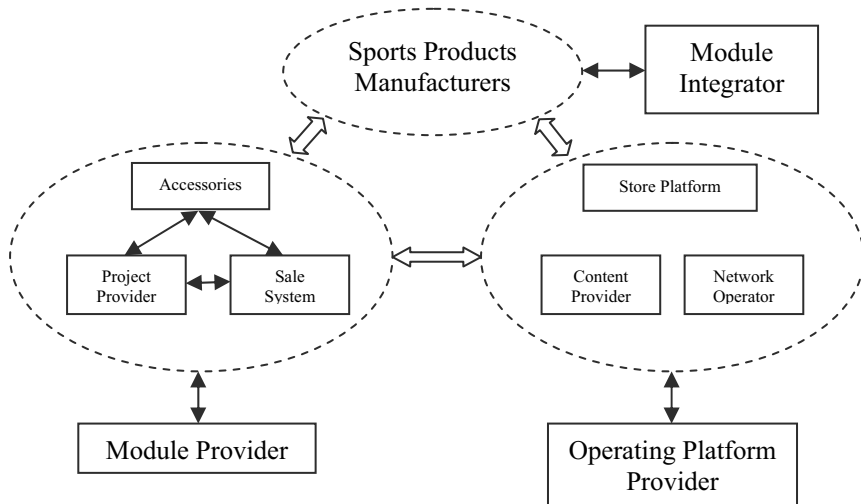 Sports Products
Manufacturers
Module
Integrator
Accessories
Project
Provider
Sale
System
Store Platform
Content
Provider
Network
Operator
Module Provider
Operating Platform
Provider